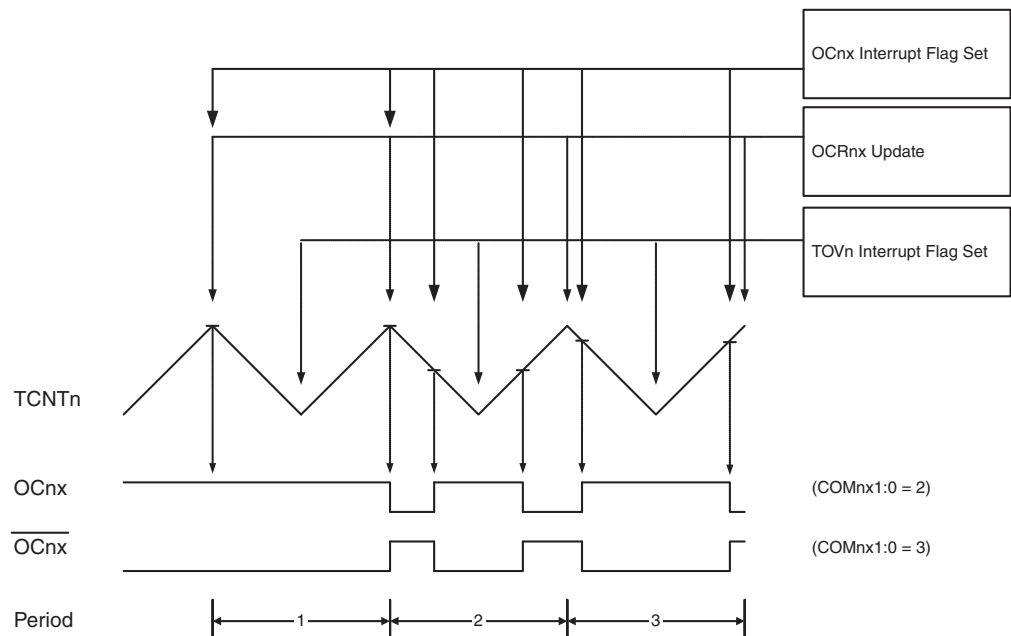 OCnx Interrupt Flag Set
OCRnx Update
TOVn Interrupt Flag Set
TCNTn
OCnx
(COMnx1:0 = 2)
OCnx
(COMnx1:0 = 3)
Period
1
2
3